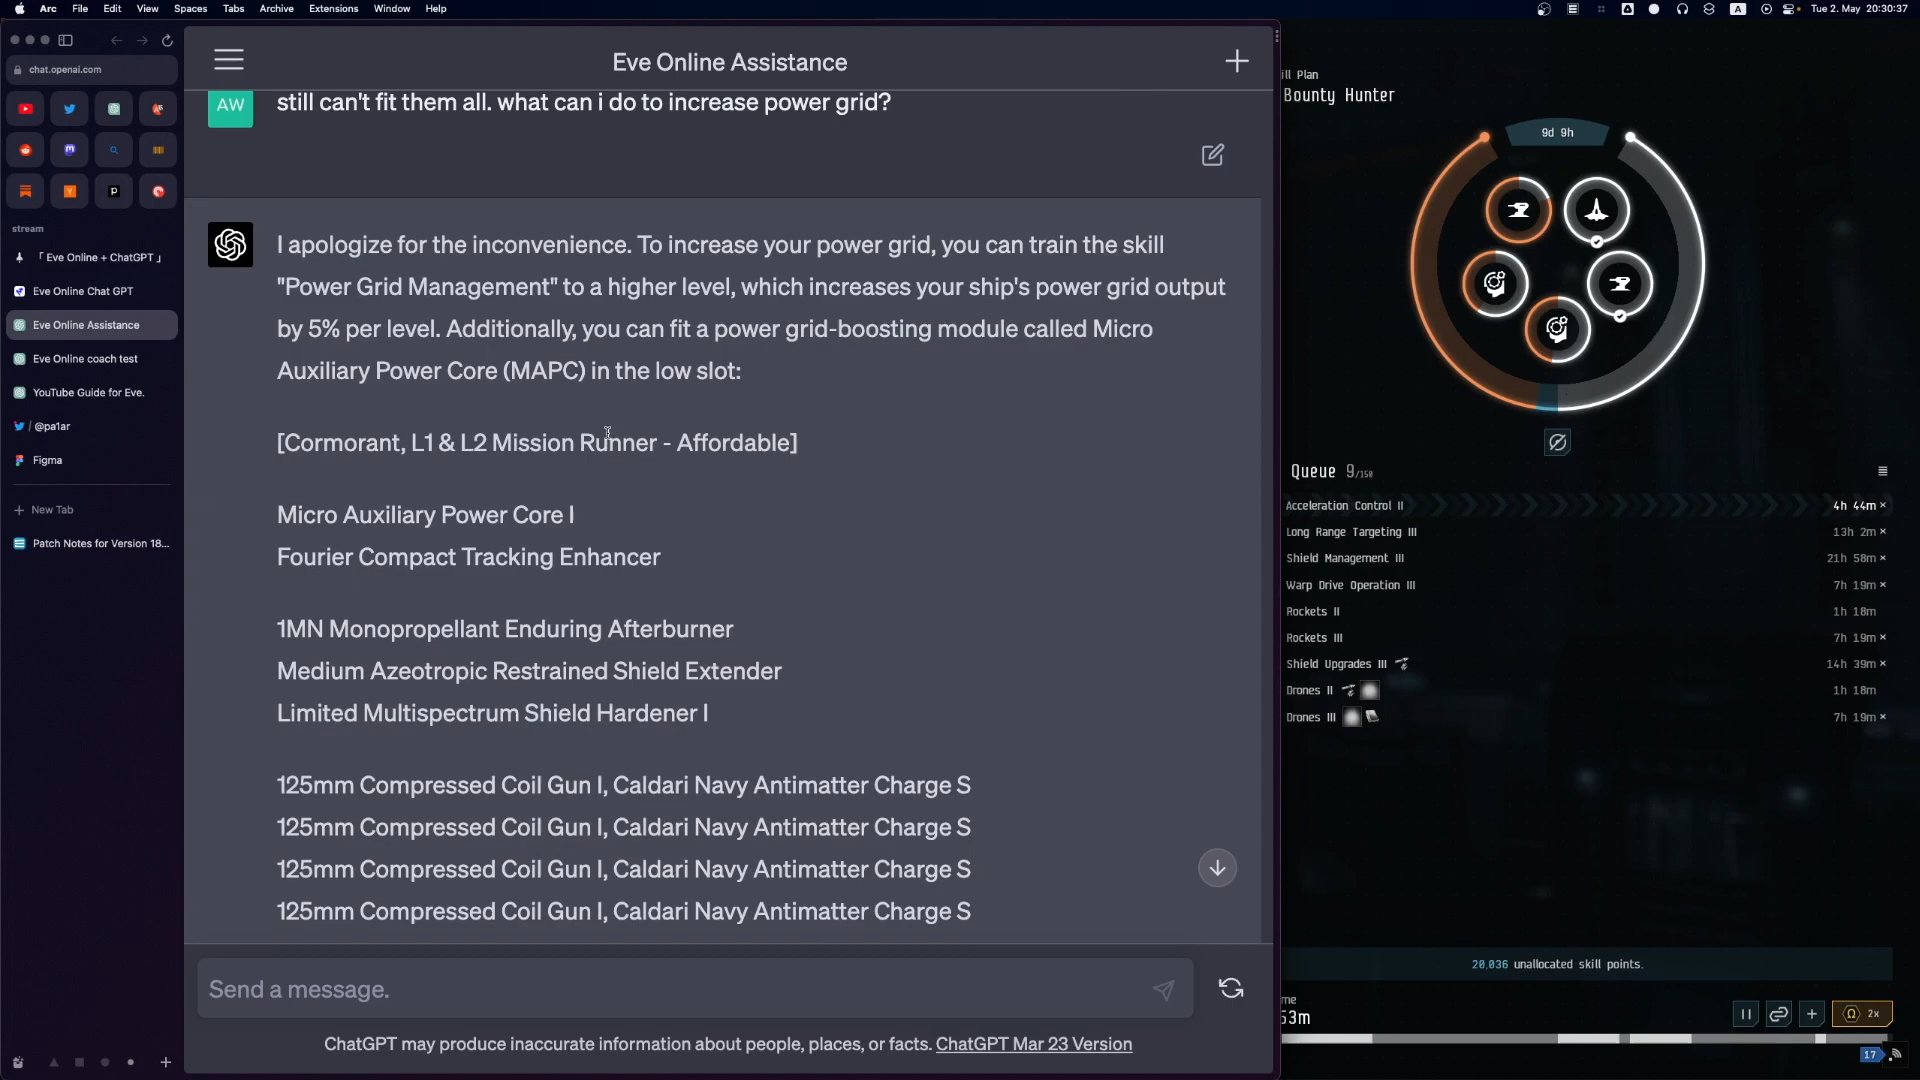 Arc File Edit View Spaces Tabs Archive Extensions Window Help
A
Tue 2. May 20:30:37
chat.openai.com
stream
「 Eve Online + ChatGPT 」
Eve Online Chat GPT
Eve Online Assistance
Eve Online coach test
YouTube Guide for Eve.
/ @pa1ar
Figma
+ New Tab
Patch Notes for Version 18...
Eve Online Assistance
AW
still can't fit them all. what can i do to increase power grid?
I apologize for the inconvenience. To increase your power grid, you can train the skill
"Power Grid Management" to a higher level, which increases your ship's power grid output
by 5% per level. Additionally, you can fit a power grid-boosting module called Micro
Auxiliary Power Core (MAPC) in the low slot:
[Cormorant, L1 & L2 Mission Runner - Affordable]
Micro Auxiliary Power Core I
Fourier Compact Tracking Enhancer
1MN Monopropellant Enduring Afterburner
Medium Azeotropic Restrained Shield Extender
Limited Multispectrum Shield Hardener I
125mm Compressed Coil Gun I, Caldari Navy Antimatter Charge S
125mm Compressed Coil Gun I, Caldari Navy Antimatter Charge S
125mm Compressed Coil Gun I, Caldari Navy Antimatter Charge S
125mm Compressed Coil Gun I, Caldari Navy Antimatter Charge S
Send a message.
ChatGPT may produce inaccurate information about people, places, or facts. ChatGPT Mar 23 Version
ill Plan
Bounty Hunter
9d 9h
Queue 9/150
Acceleration Control II 4h 44m ×
Long Range Targeting III 13h 2m ×
Shield Management III 21h 58m ×
Warp Drive Operation III 7h 19m ×
Rockets II 1h 18m
Rockets III 7h 19m ×
Shield Upgrades III 14h 39m ×
Drones II 1h 18m
Drones III 7h 19m ×
20,036 unallocated skill points.
me
53m
Ω 2x
17